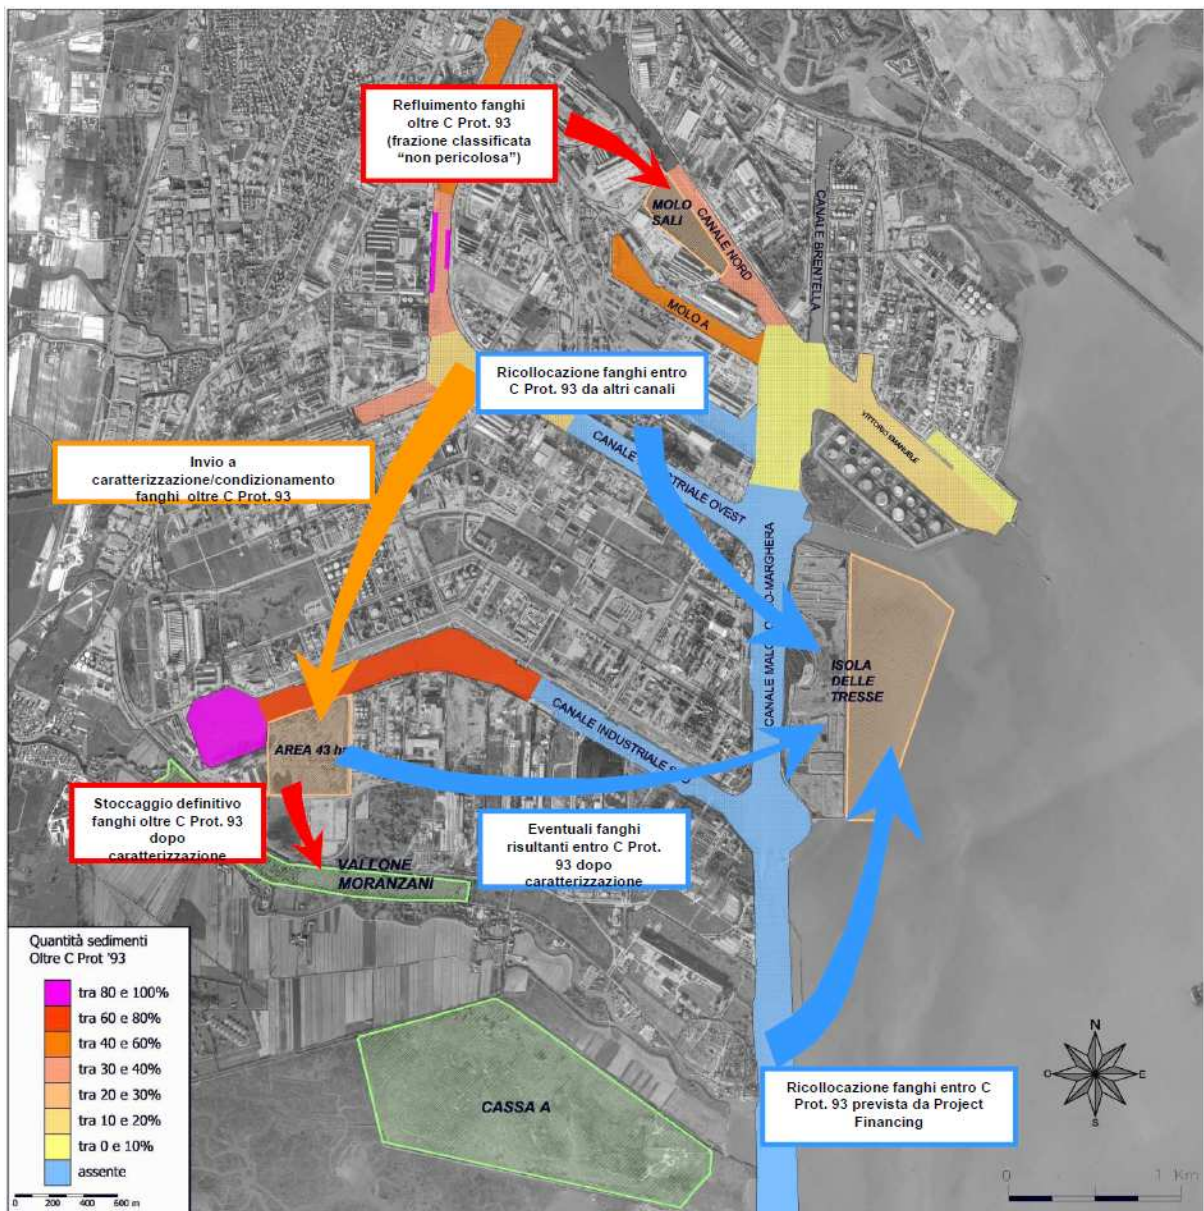 Refluimento fanghi
oltre C Prot. 93
(frazione classificata
“non pericolosa”)
MOLO
SALI
CANALE NORD
CANALE BRENTELLA
MOLO A
Ricollocazione fanghi entro
C Prot. 93 da altri canali
VITTORIO EMANUELE
Invio a
caratterizzazione/condizionamento
fanghi oltre C Prot. 93
OVEST
ISOLA
DELLE
TRESSE
CANALE INDUSTRIALE
AREA 43 h
Stoccaggio definitivo
fanghi oltre C Prot. 93
dopo
caratterizzazione
Eventuali fanghi
risultanti entro C Prot.
93 dopo
caratterizzazione
VALLONE
MORANZANI
Quantità sedimenti
Oltre C Prot '93
tra 80 e 100%
tra 60 e 80%
tra 40 e 60%
tra 30 e 40%
tra 20 e 30%
tra 10 e 20%
tra 0 e 10%
assente
0 200 400 600 m
CASSA A
Ricollocazione fanghi entro C
Prot. 93 prevista da Project
Financing
N
O E
S
0 1 Km